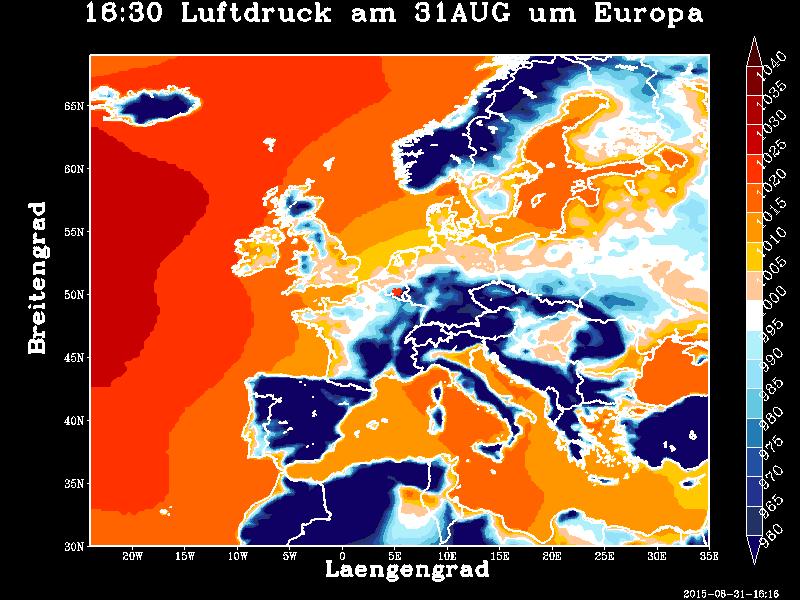 16:30 Luftdruck am 31AUG um Europa
1040
1035
1030
1025
1020
1015
1010
1005
1000
995
990
985
980
975
970
965
960
65N
60N
55N
50N
45N
40N
35N
30N
Breitengrad
20W 15W 10W 5W 0 5E 10E 15E 20E 25E 30E 35E
Laengengrad
2015-08-31-16:16